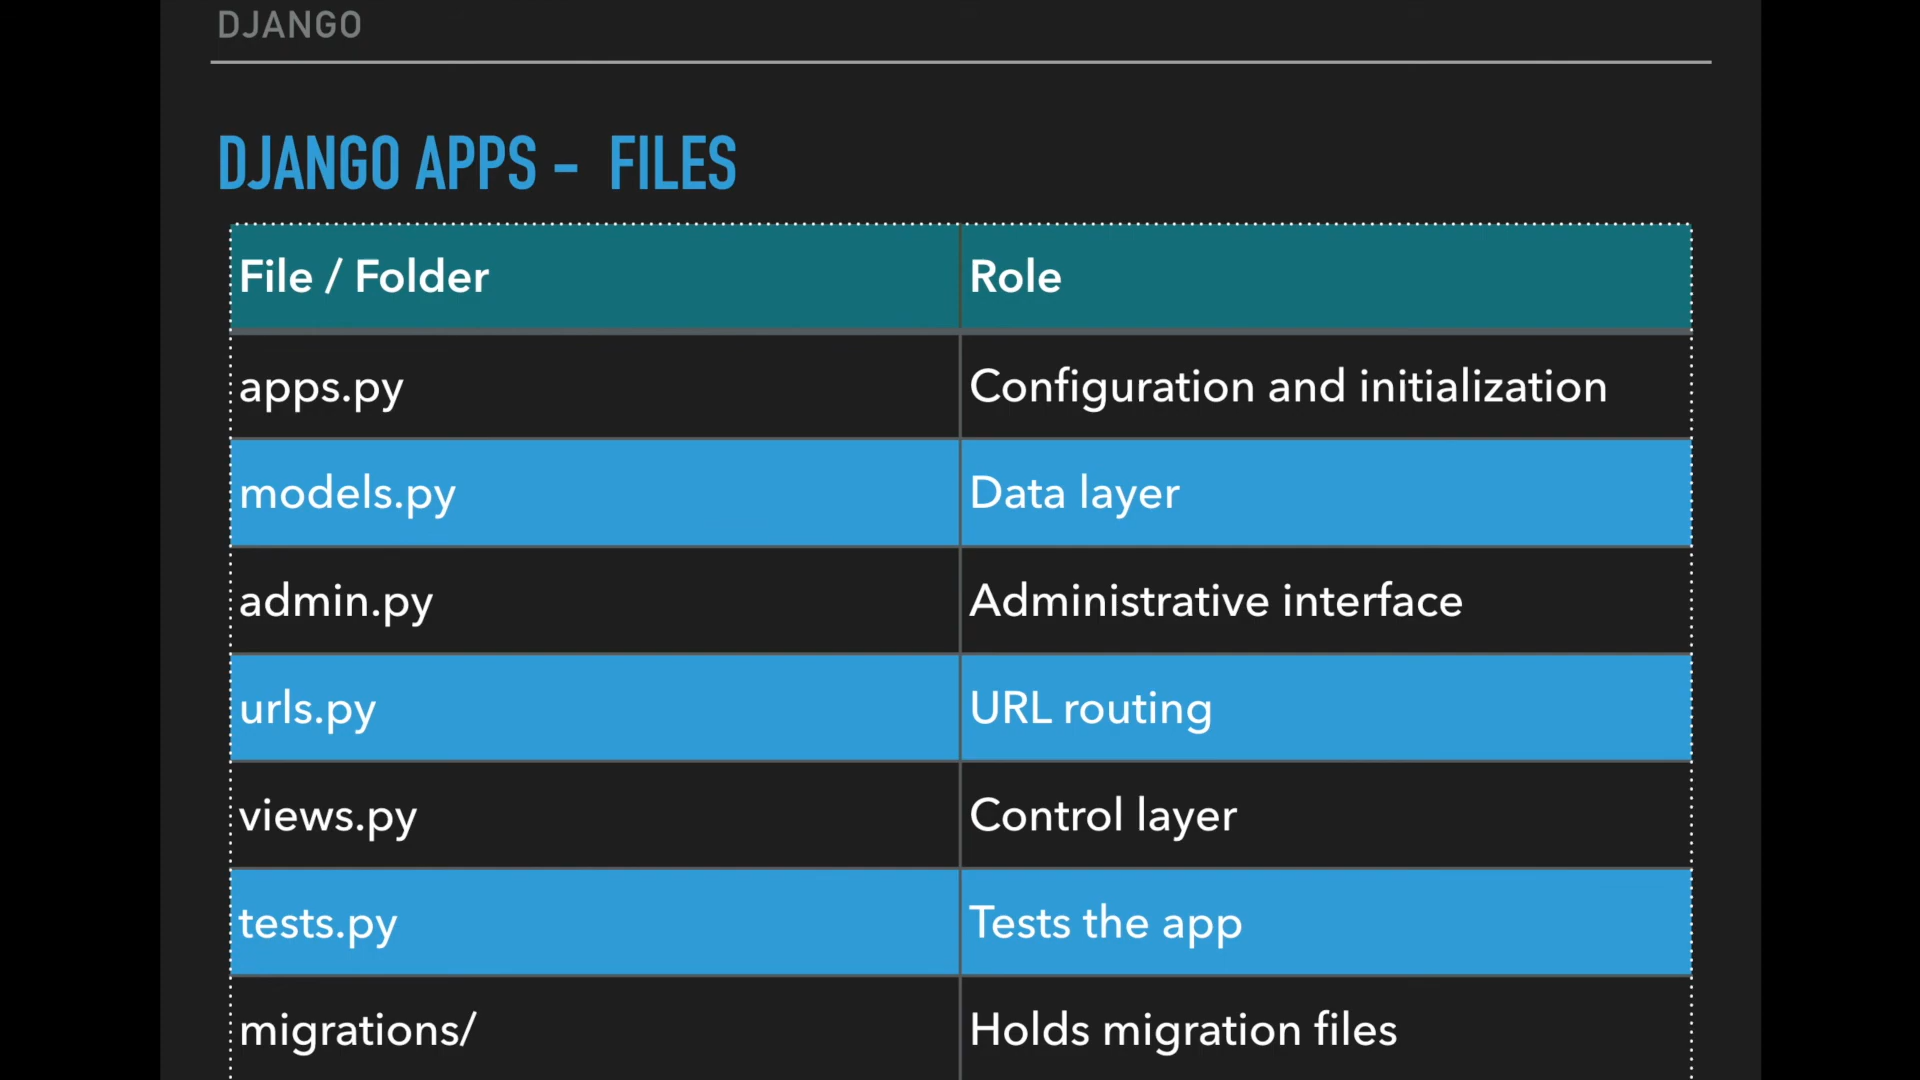 DJANGO
DJANGO APPS - FILES
File / Folder Role
apps.py Configuration and initialization
models.py Data layer
admin.py Administrative interface
urls.py URL routing
views.py Control layer
tests.py Tests the app
migrations/ Holds migration files